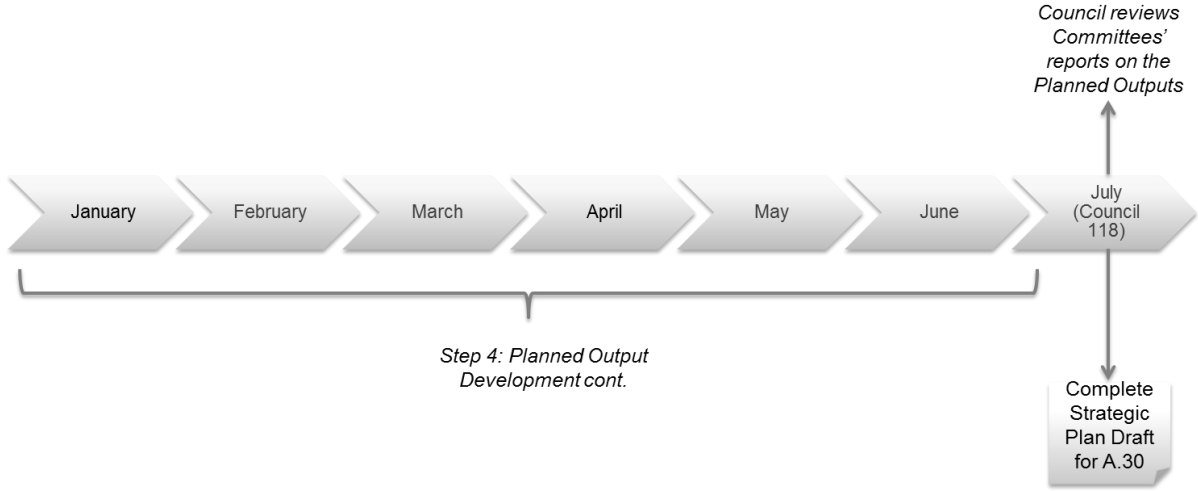 Council reviews
Committees’
reports on the
Planned Outputs
January
February
March
April
May
June
July
(Council
118)
Step 4: Planned Output
Development cont.
Complete
Strategic
Plan Draft
for A.30